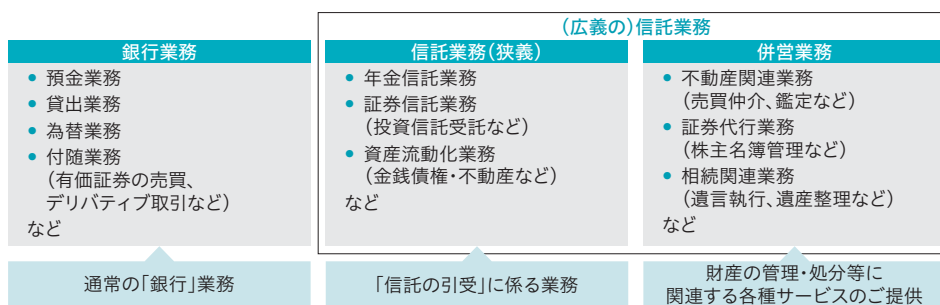 (広義の)信託業務
銀行業務
● 預金業務
● 貸出業務
● 為替業務
● 付随業務
(有価証券の売買、
デリバティブ取引など)
など
通常の「銀行」業務
信託業務(狭義)
● 年金信託業務
● 証券信託業務
(投資信託受託など)
● 資産流動化業務
(金銭債権・不動産など)
など
「信託の引受」に係る業務
併営業務
● 不動産関連業務
(売買仲介、鑑定など)
● 証券代行業務
(株主名簿管理など)
● 相続関連業務
(遺言執行、遺産整理など)
など
財産の管理・処分等に
関連する各種サービスのご提供